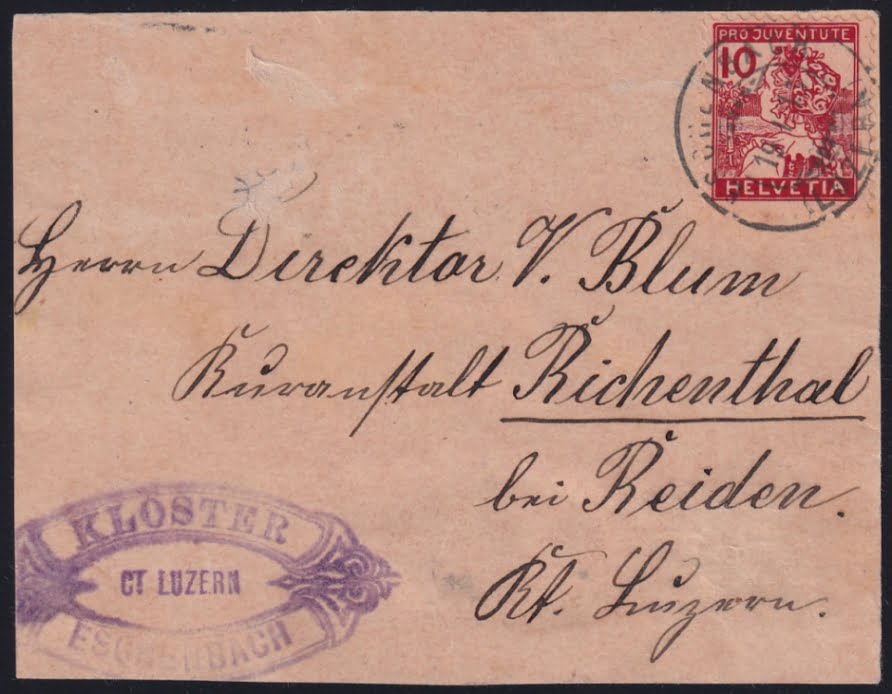 PRO JUVENTUTE
10
HELVETIA
Herrn Direktor V. Blum
Kuranstalt Richenthal
bei Reiden.
Kt. Luzern.
KLOSTER
CT LUZERN
ESCHENBACH